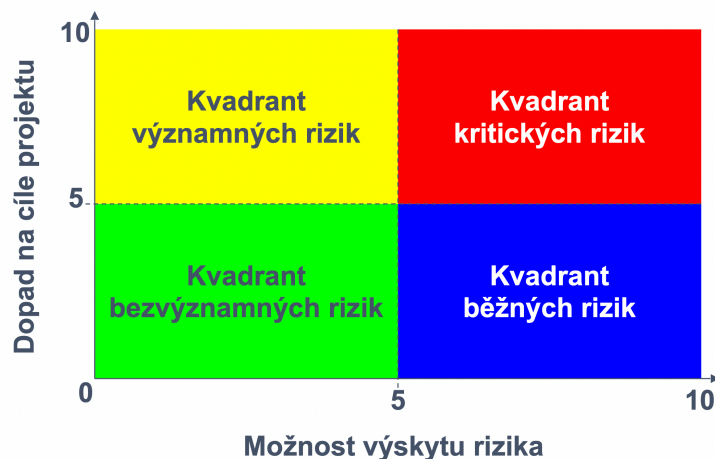 10
Dopad na cíle projektu
Kvadrant
významných rizik
Kvadrant
kritických rizik
5
Kvadrant
bezvýznamných rizik
Kvadrant
běžných rizik
0
5
10
Možnost výskytu rizika